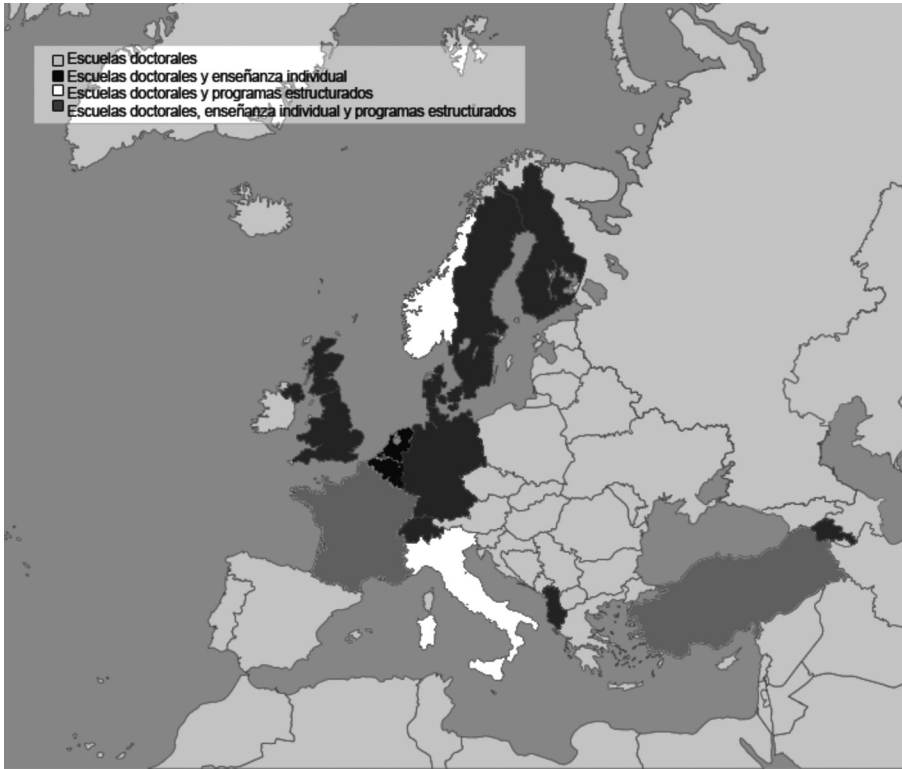 Escuelas doctorales
Escuelas doctorales y enseñanza individual
Escuelas doctorales y programas estructurados
Escuelas doctorales, enseñanza individual y programas estructurados